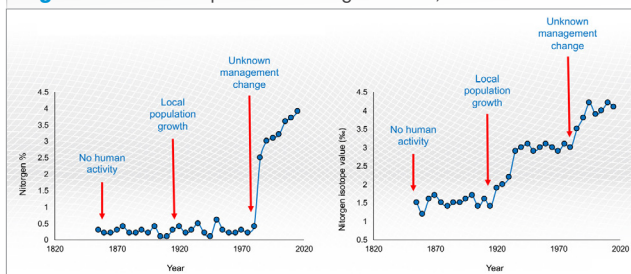 Unknown
management
change
Local
population
growth
No human
activity
Nitorgen %
4.5
4
3.5
3
2.5
2
1.5
1
0.5
0
1820
1870
1920
1970
2020
Year
Unknown
management
change
Local
population
growth
No human
activity
Nitorgen isotope value (‰)
4.5
4
3.5
3
2.5
2
1.5
1
0.5
1820
1870
1920
1970
2020
Year